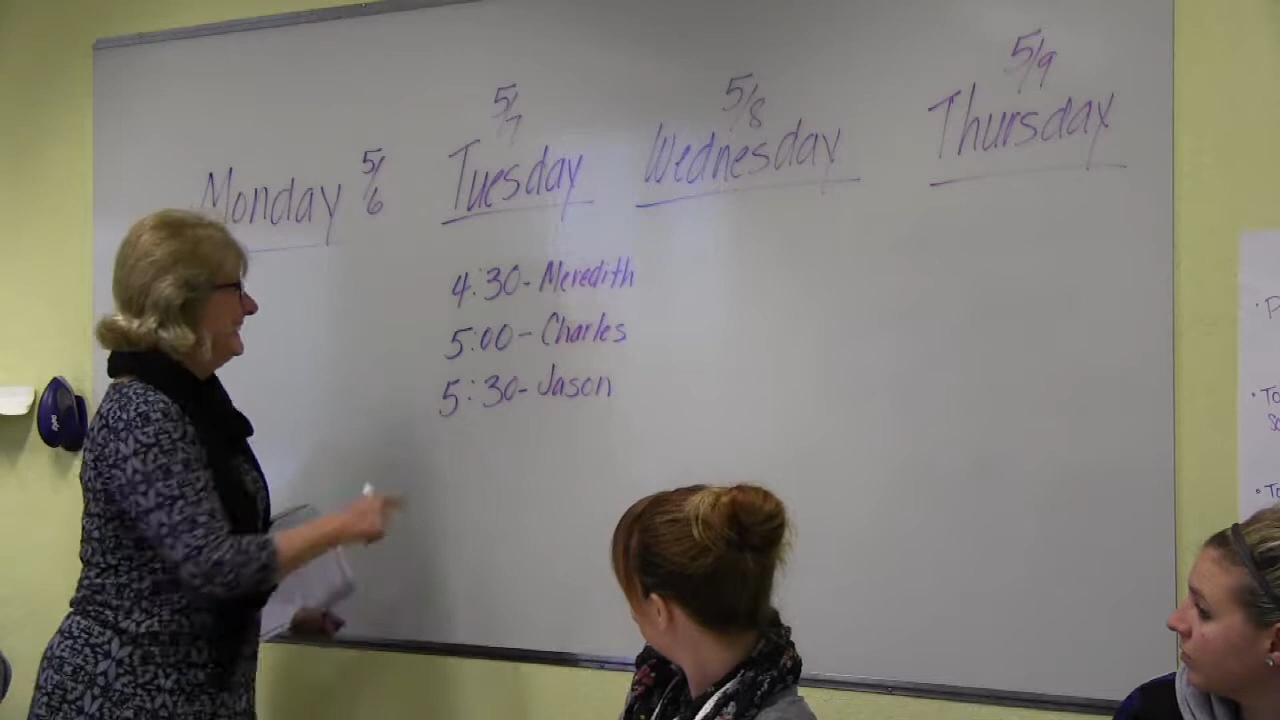 Monday 5/6
5/7
Tuesday
4:30- Meredith
5:00- Charles
5:30- Jason
5/8
Wednesday
5/9
Thursday
To